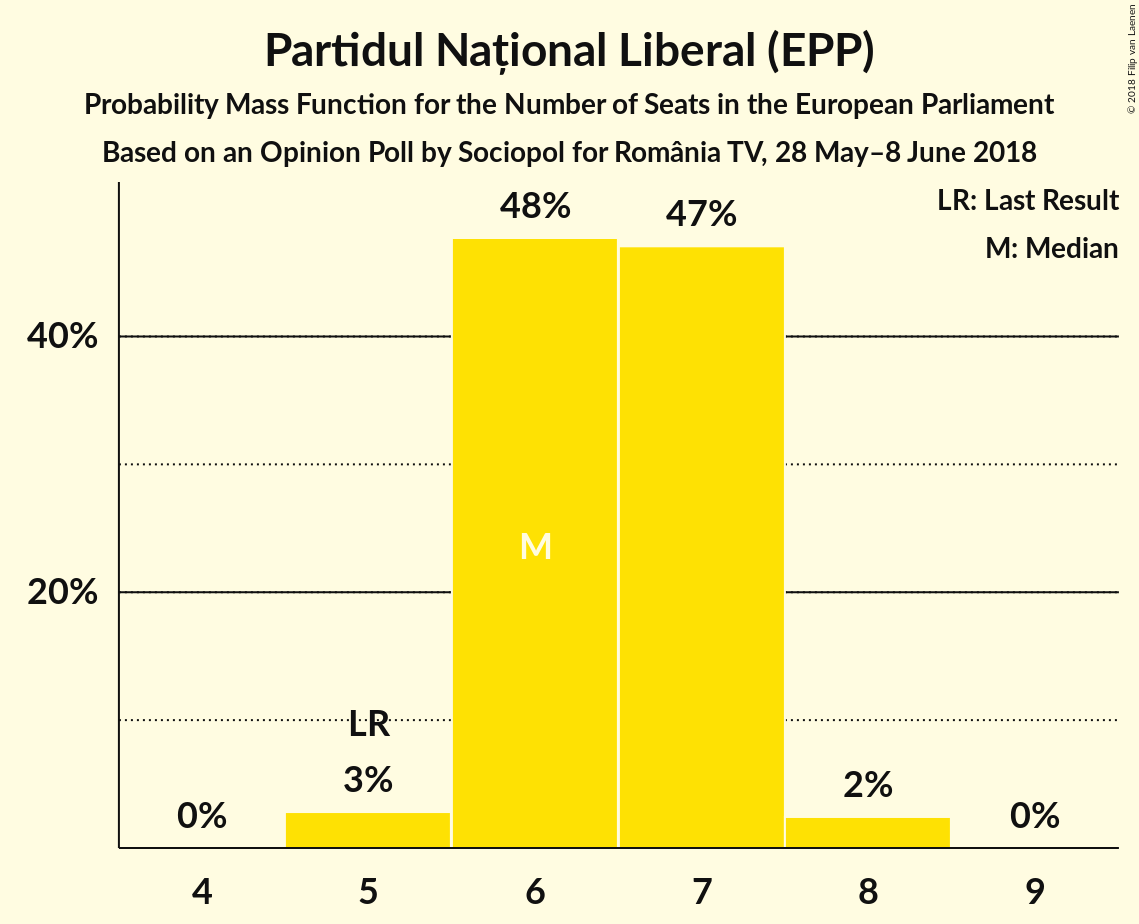 Partidul Național Liberal (EPP)
Probability Mass Function for the Number of Seats in the European Parliament
Based on an Opinion Poll by Sociopol for România TV, 28 May–8 June 2018
© 2018 Filip van Laenen
LR: Last Result
M: Median
48%
47%
40%
M
20%
LR
3%
2%
0%
0%
4
5
6
7
8
9